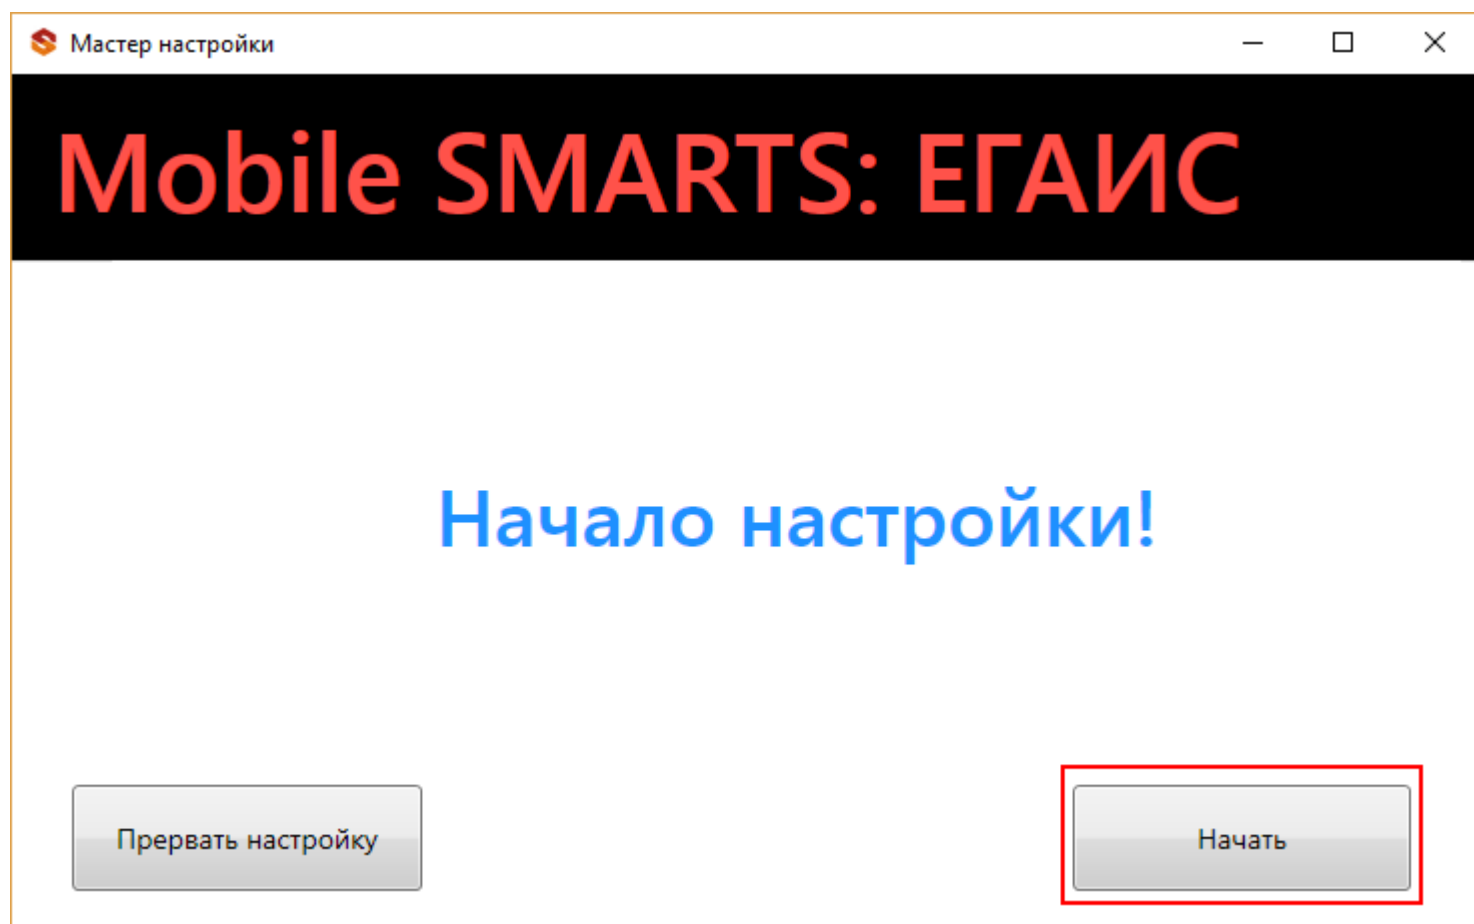 Мастер настройки
Mobile SMARTS: ЕГАИС
Начало настройки!
Прервать настройку
Начать